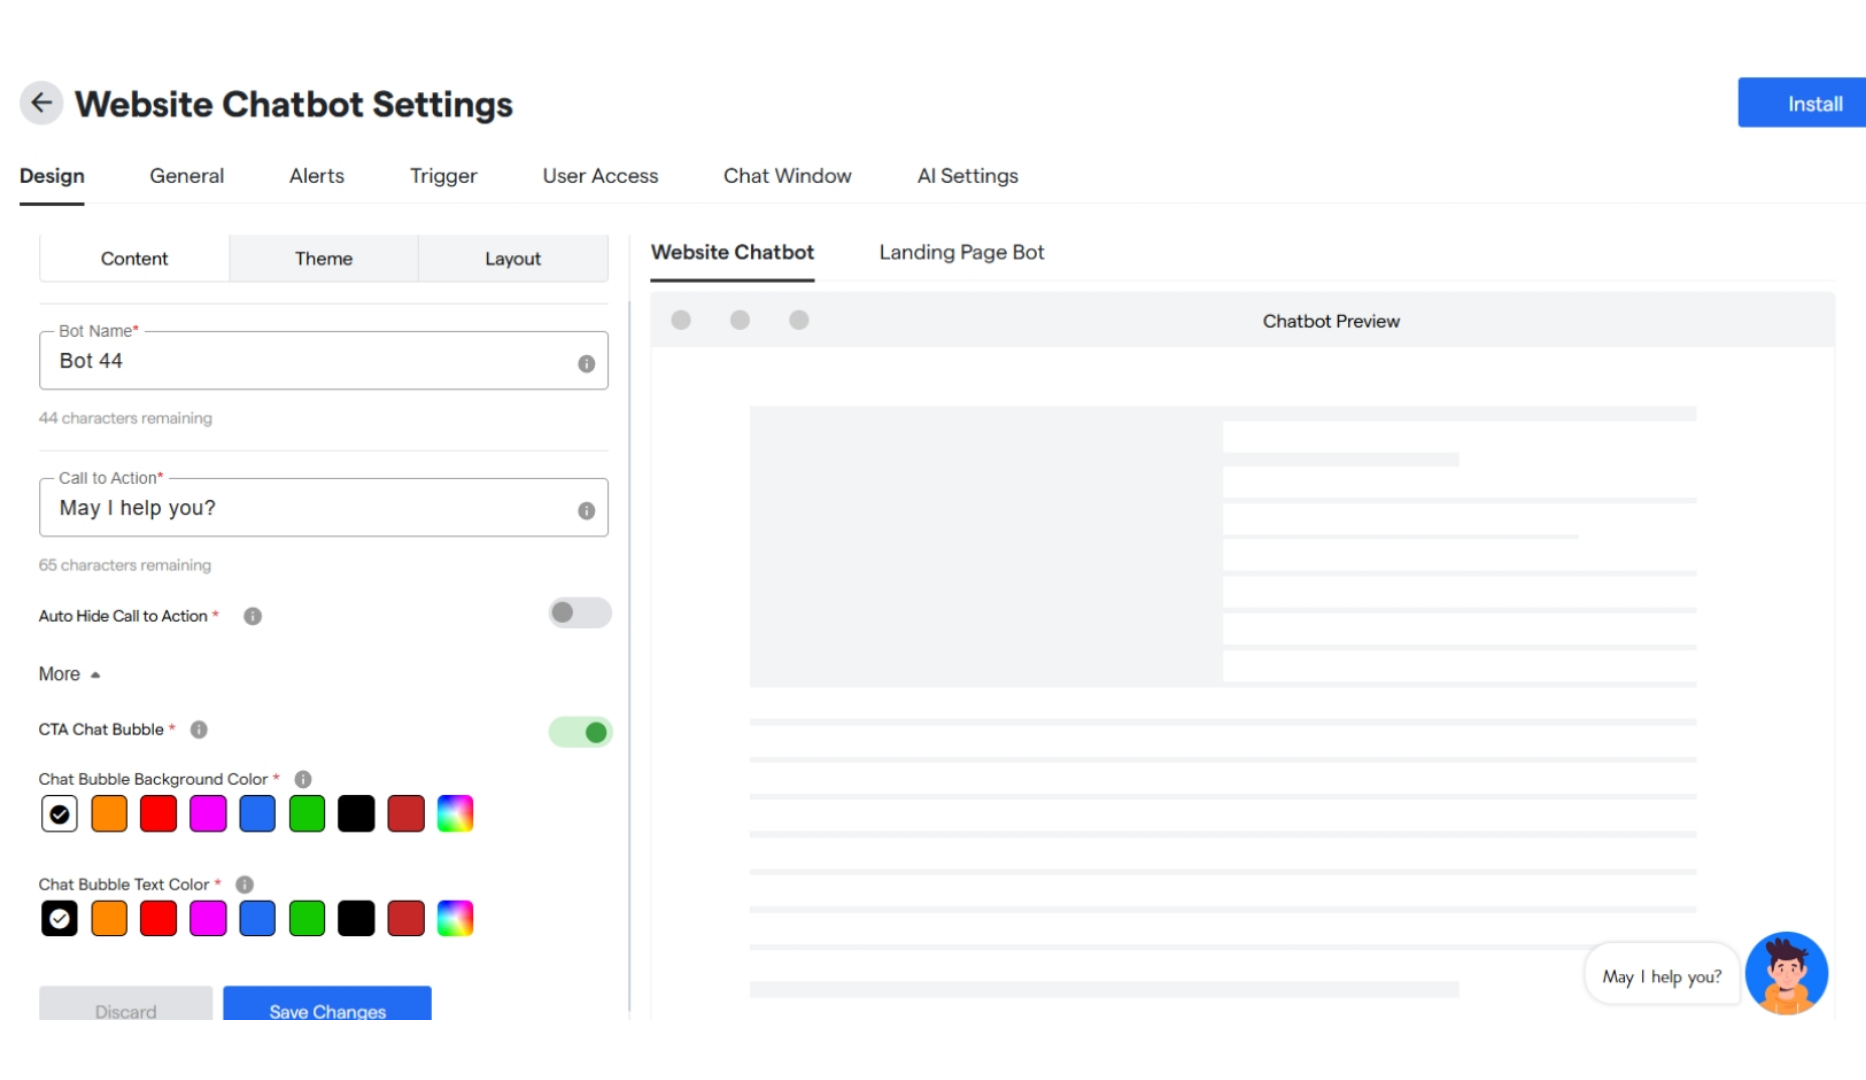 Website Chatbot Settings
Install
Design General Alerts Trigger User Access Chat Window AI Settings
Content Theme Layout
Website Chatbot Landing Page Bot
Chatbot Preview
Bot Name*
Bot 44
44 characters remaining
Call to Action*
May I help you?
65 characters remaining
Auto Hide Call to Action *
More
CTA Chat Bubble *
Chat Bubble Background Color *
Chat Bubble Text Color *
May I help you?
Discard Save Changes